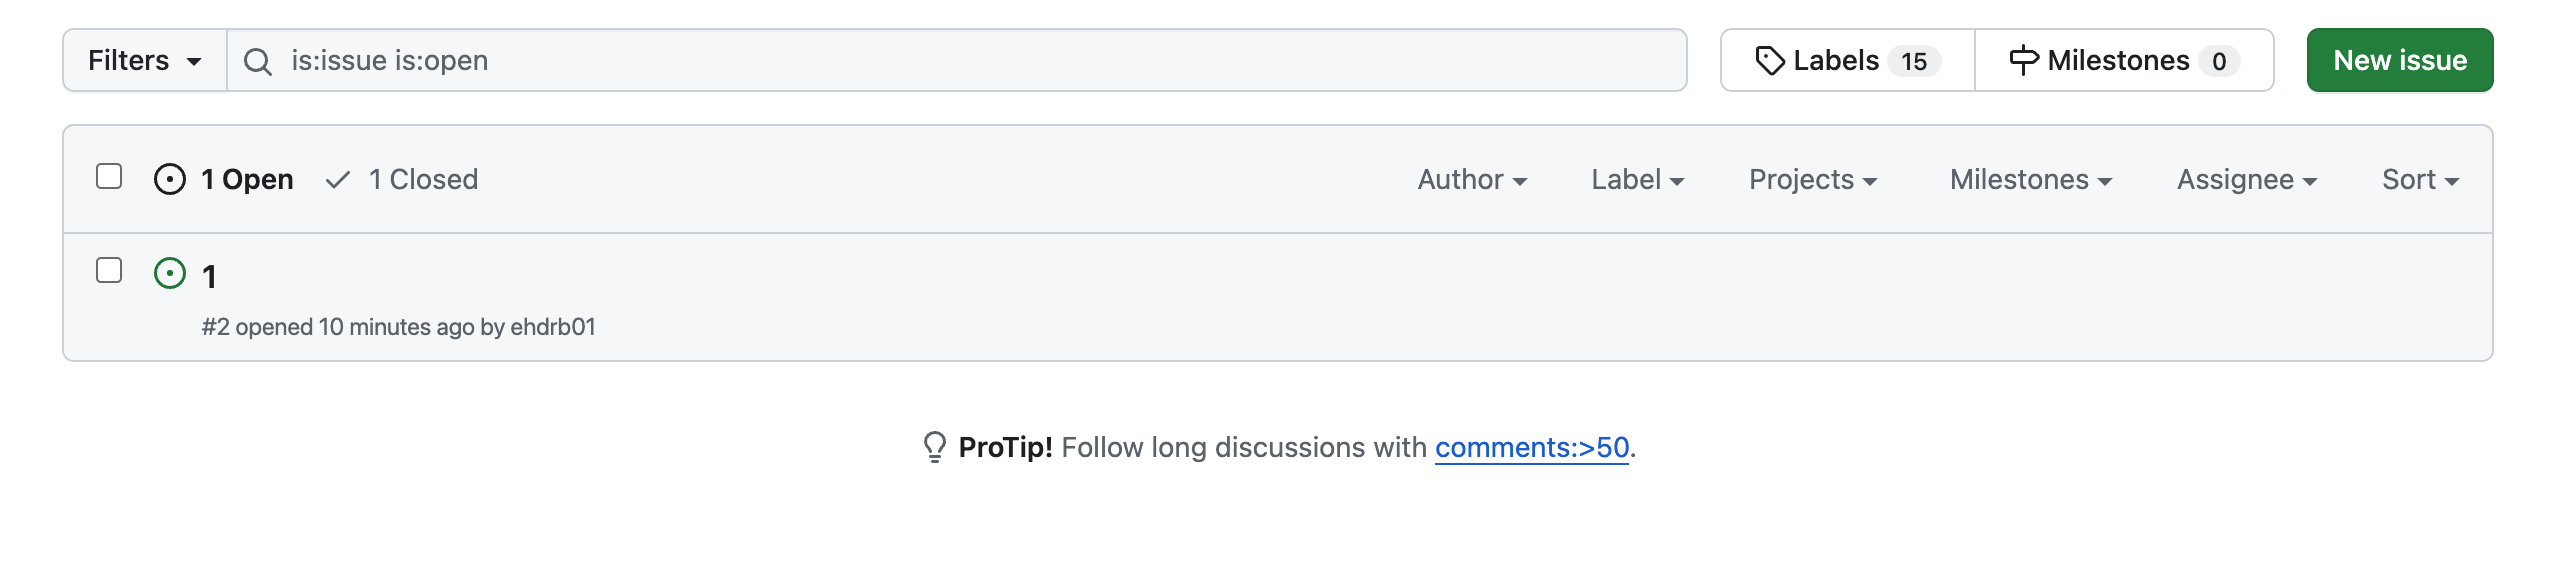 Filters is:issue is:open Labels 15 Milestones 0 New issue
1 Open 1 Closed Author Label Projects Milestones Assignee Sort
1
#2 opened 10 minutes ago by ehdrb01
ProTip! Follow long discussions with comments:>50.